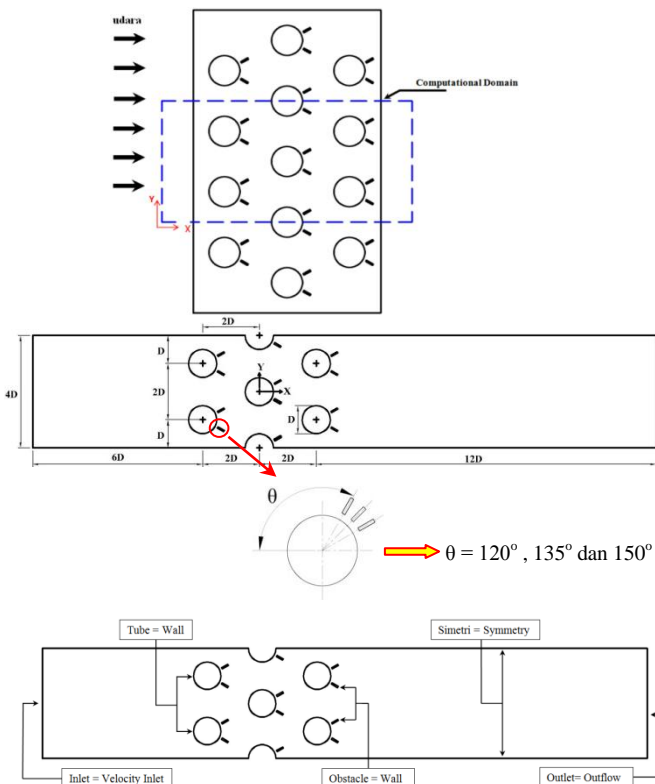 udara
Computational Domain
Y
X
2D
D
Y
4D
2D
X
D
D
6D
2D
2D
12D
θ
θ = 120° , 135° dan 150°
Tube = Wall
Simetri = Symmetry
Inlet = Velocity Inlet
Obstacle = Wall
Outlet= Outflow